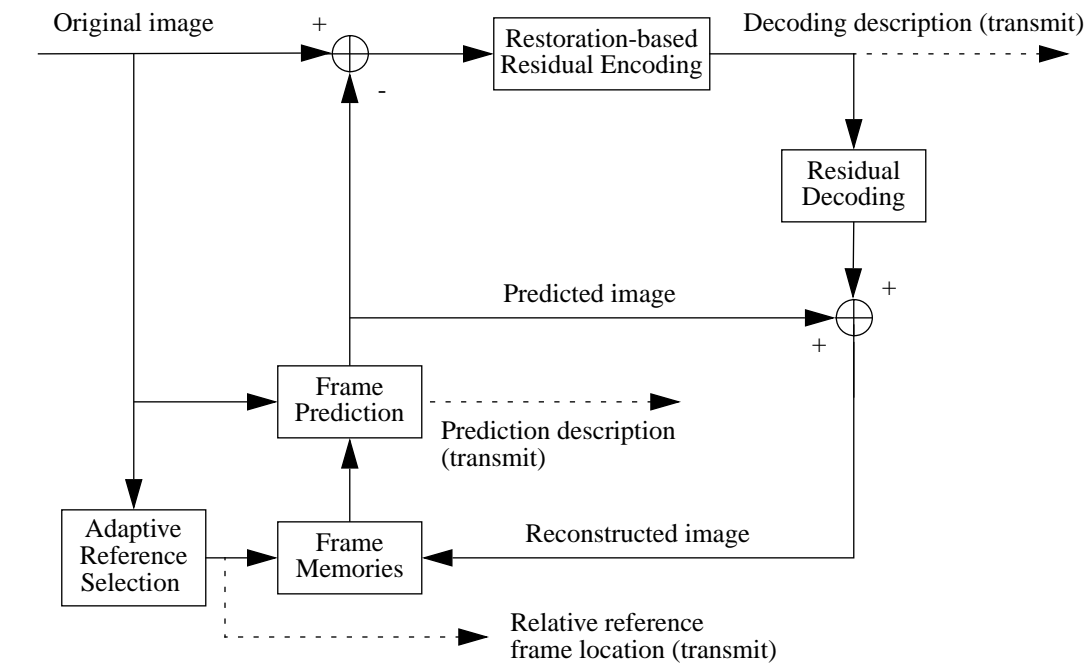 Original image
+
Restoration-based
Residual Encoding
Decoding description (transmit)
-
Residual
Decoding
Predicted image
+
+
Frame
Prediction
Prediction description
(transmit)
Adaptive
Reference
Selection
Frame
Memories
Reconstructed image
Relative reference
frame location (transmit)